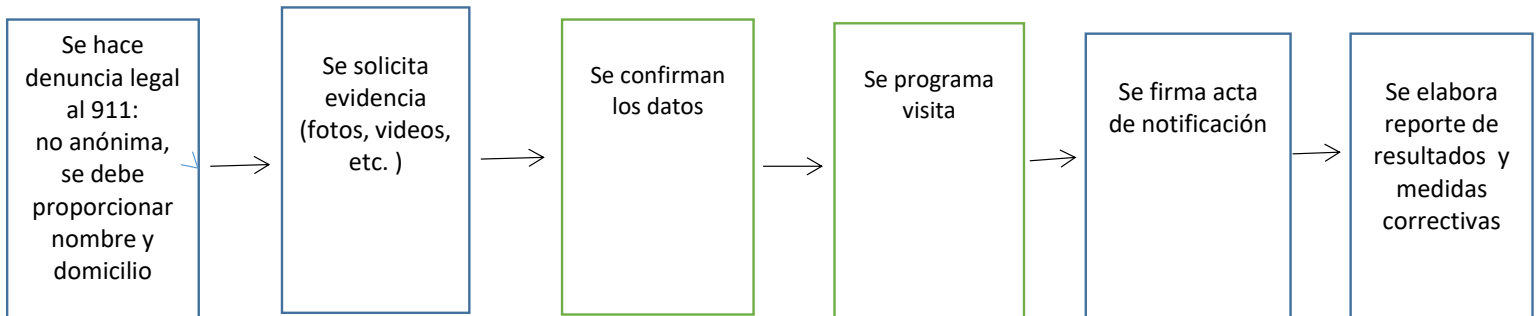 Se hace
denuncia legal
al 911:
no anónima,
se debe
proporcionar
nombre y
domicilio
Se solicita
evidencia
(fotos, videos,
etc. )
Se confirman
los datos
Se programa
visita
Se firma acta
de notificación
Se elabora
reporte de
resultados  y
medidas
correctivas